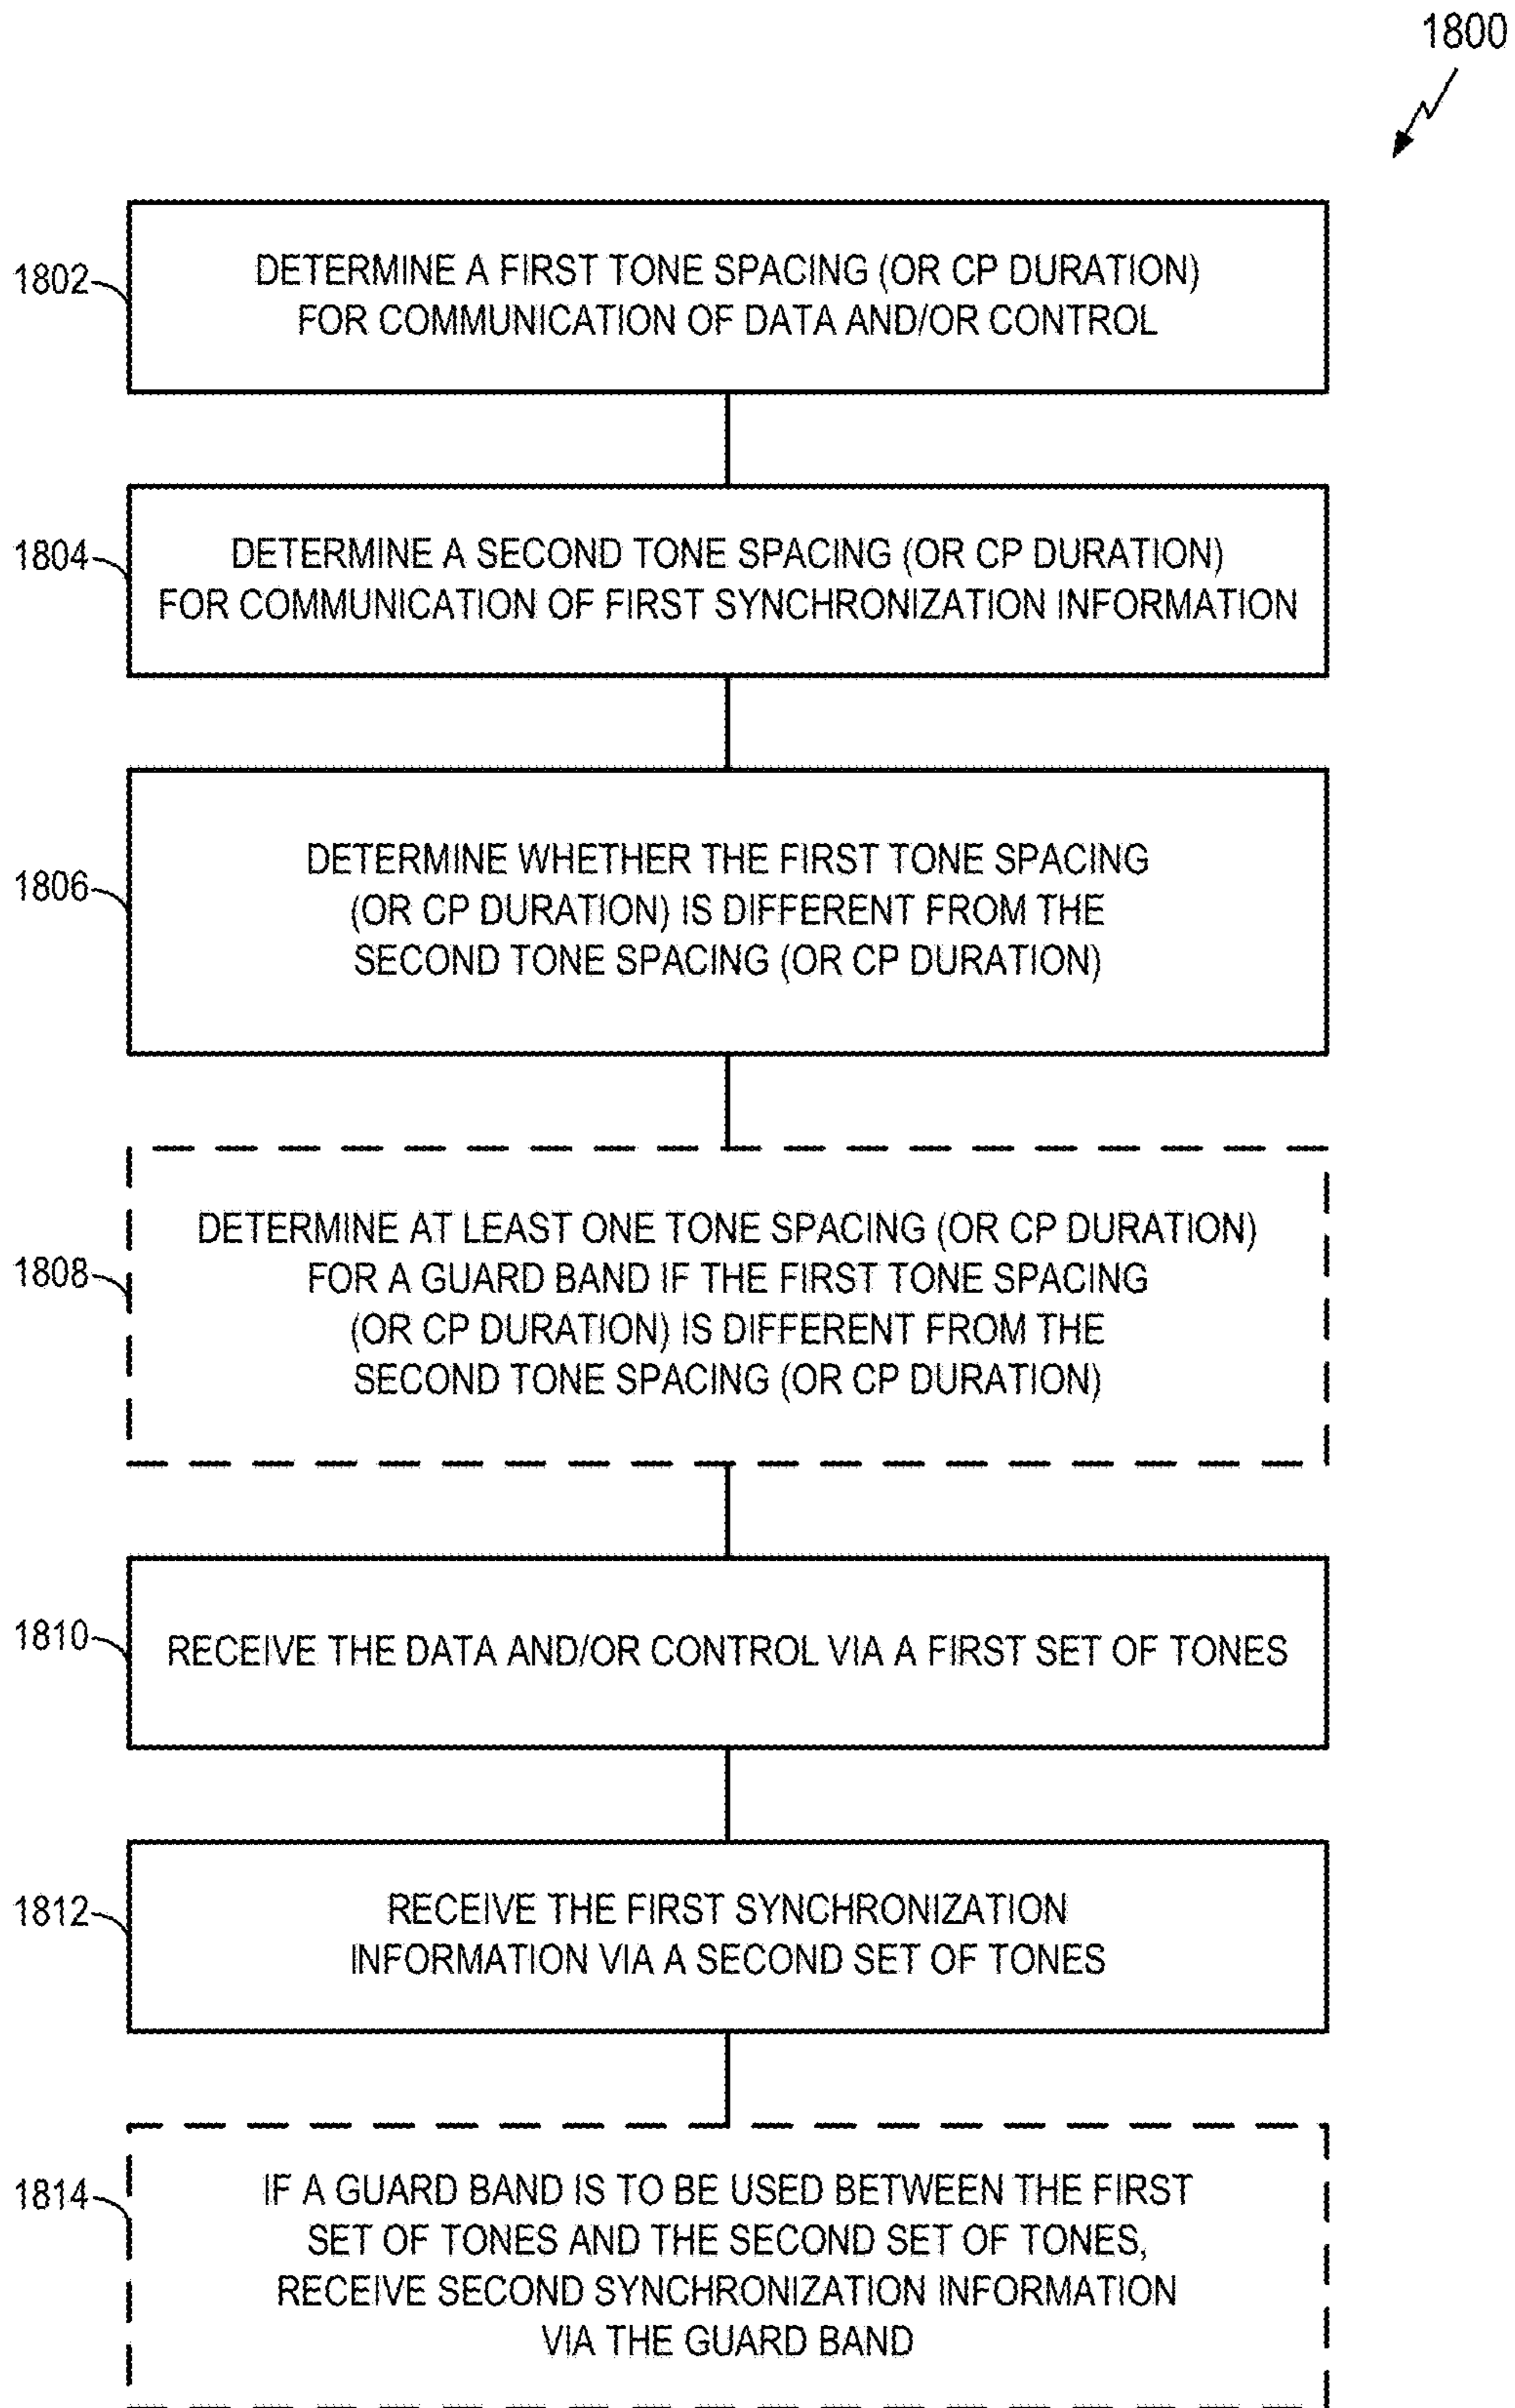 1800
1802
DETERMINE A FIRST TONE SPACING (OR CP DURATION)
FOR COMMUNICATION OF DATA AND/OR CONTROL
1804
DETERMINE A SECOND TONE SPACING (OR CP DURATION)
FOR COMMUNICATION OF FIRST SYNCHRONIZATION INFORMATION
1806
DETERMINE WHETHER THE FIRST TONE SPACING
(OR CP DURATION) IS DIFFERENT FROM THE
SECOND TONE SPACING (OR CP DURATION)
1808
DETERMINE AT LEAST ONE TONE SPACING (OR CP DURATION)
FOR A GUARD BAND IF THE FIRST TONE SPACING
(OR CP DURATION) IS DIFFERENT FROM THE
SECOND TONE SPACING (OR CP DURATION)
1810
RECEIVE THE DATA AND/OR CONTROL VIA A FIRST SET OF TONES
1812
RECEIVE THE FIRST SYNCHRONIZATION
INFORMATION VIA A SECOND SET OF TONES
1814
IF A GUARD BAND IS TO BE USED BETWEEN THE FIRST
SET OF TONES AND THE SECOND SET OF TONES,
RECEIVE SECOND SYNCHRONIZATION INFORMATION
VIA THE GUARD BAND